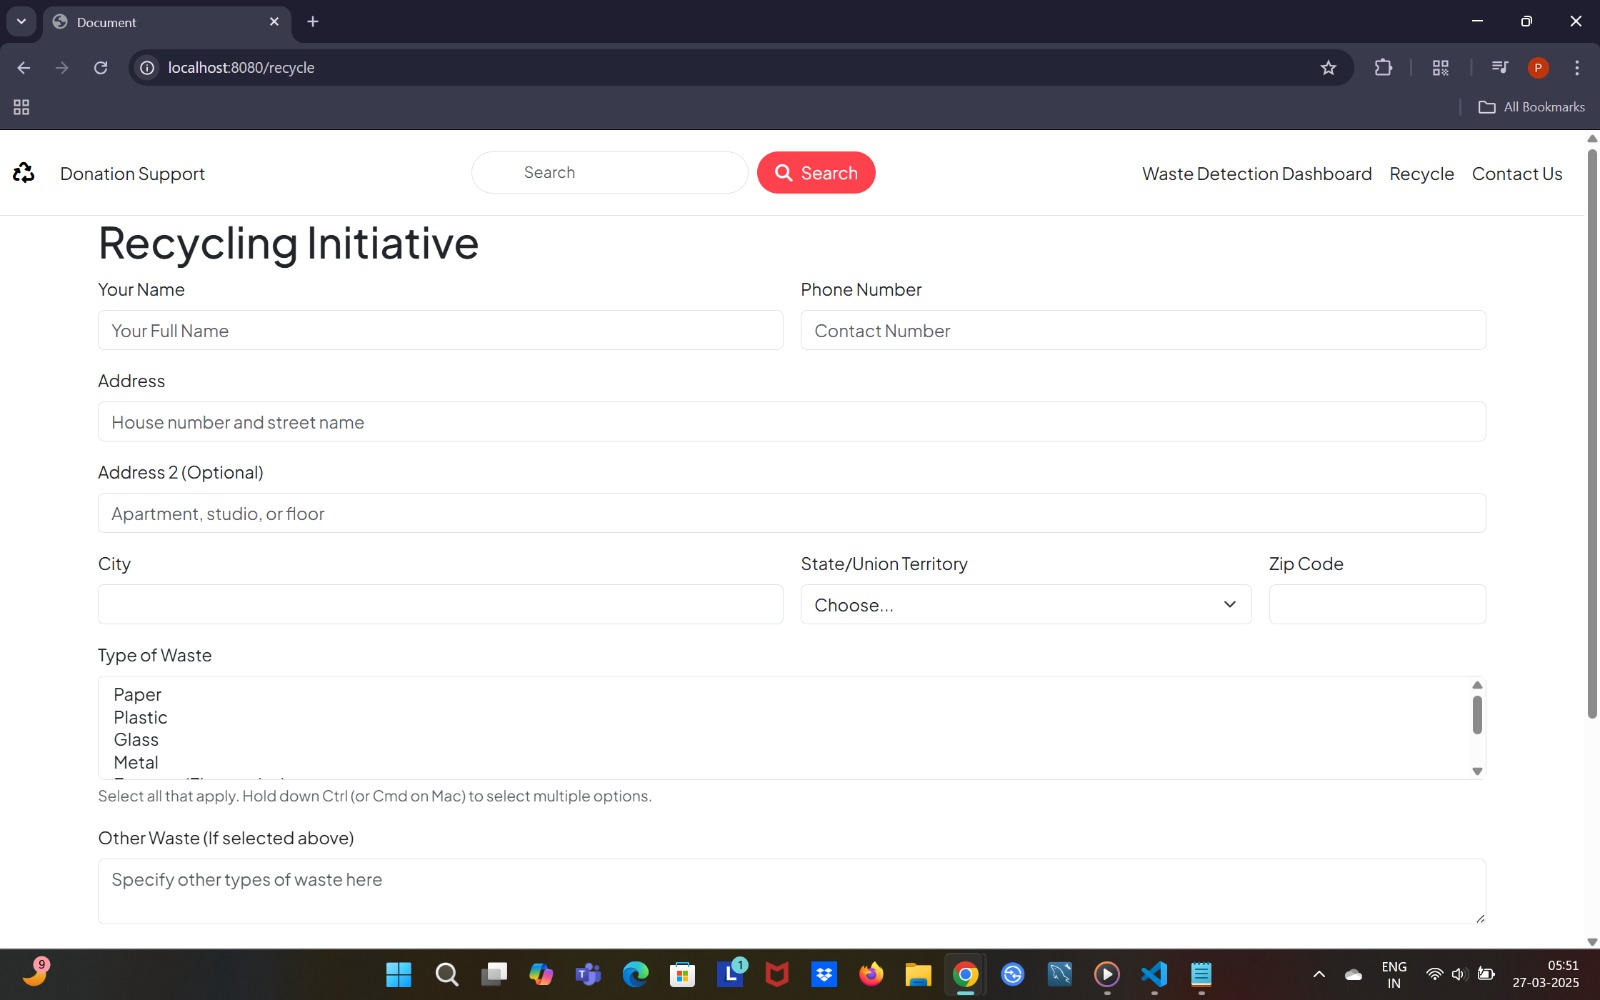 Document
localhost:8080/recycle
P
All Bookmarks
Donation Support
Search
Search
Waste Detection Dashboard
Recycle
Contact Us
Recycling Initiative
Your Name
Phone Number
Your Full Name
Contact Number
Address
House number and street name
Address 2 (Optional)
Apartment, studio, or floor
City
State/Union Territory
Zip Code
Choose...
Type of Waste
Paper
Plastic
Glass
Metal
Select all that apply. Hold down Ctrl (or Cmd on Mac) to select multiple options.
Other Waste (If selected above)
Specify other types of waste here
9
L
1
ENG
IN
05:51
27-03-2025